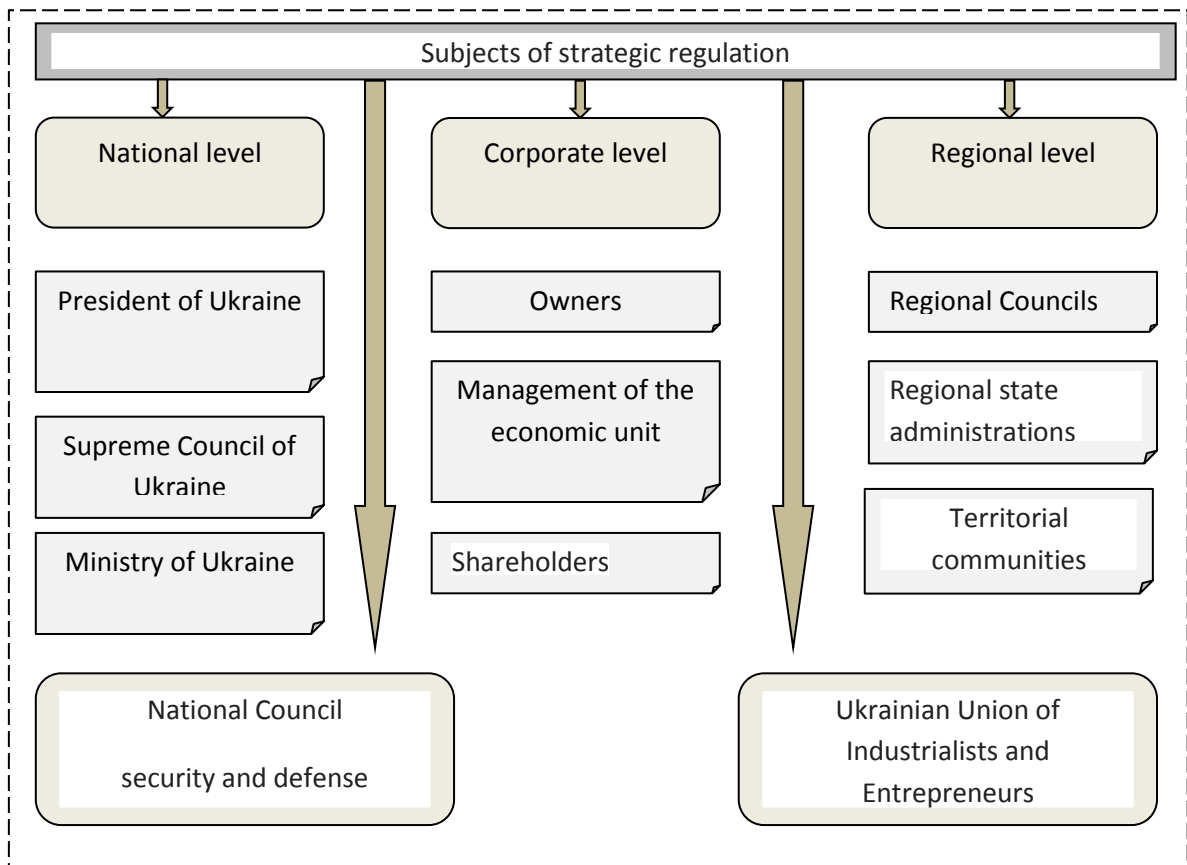 Subjects of strategic regulation
National level
Corporate level
Regional level
President of Ukraine
Supreme Council of
Ukraine
Ministry of Ukraine
Owners
Management of the
economic unit
Shareholders
Regional Councils
Regional state
administrations
Territorial
communities
National Council
security and defense
Ukrainian Union of
Industrialists and
Entrepreneurs